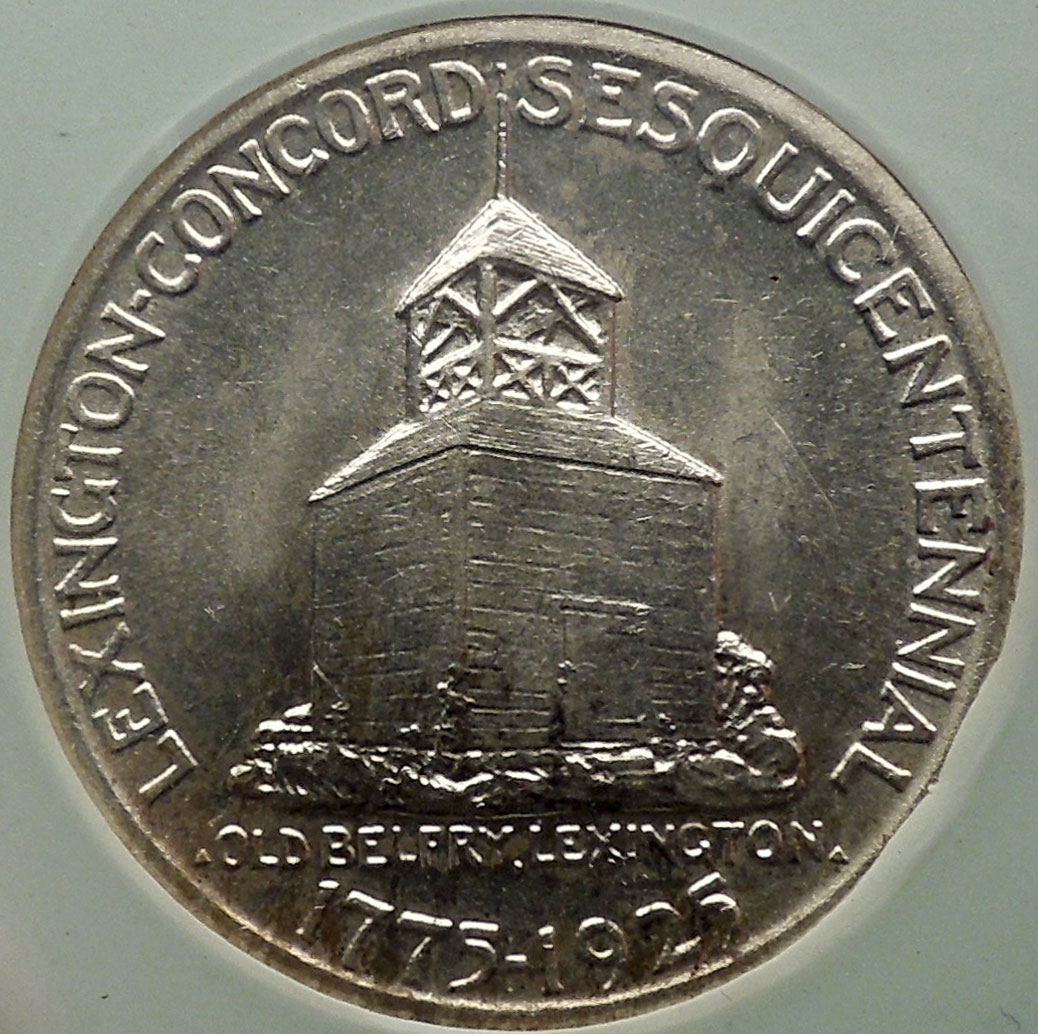 LEXINGTON-CONCORD SESQUICENTENNIAL
OLD BELFRY, LEXINGTON
1775-1925